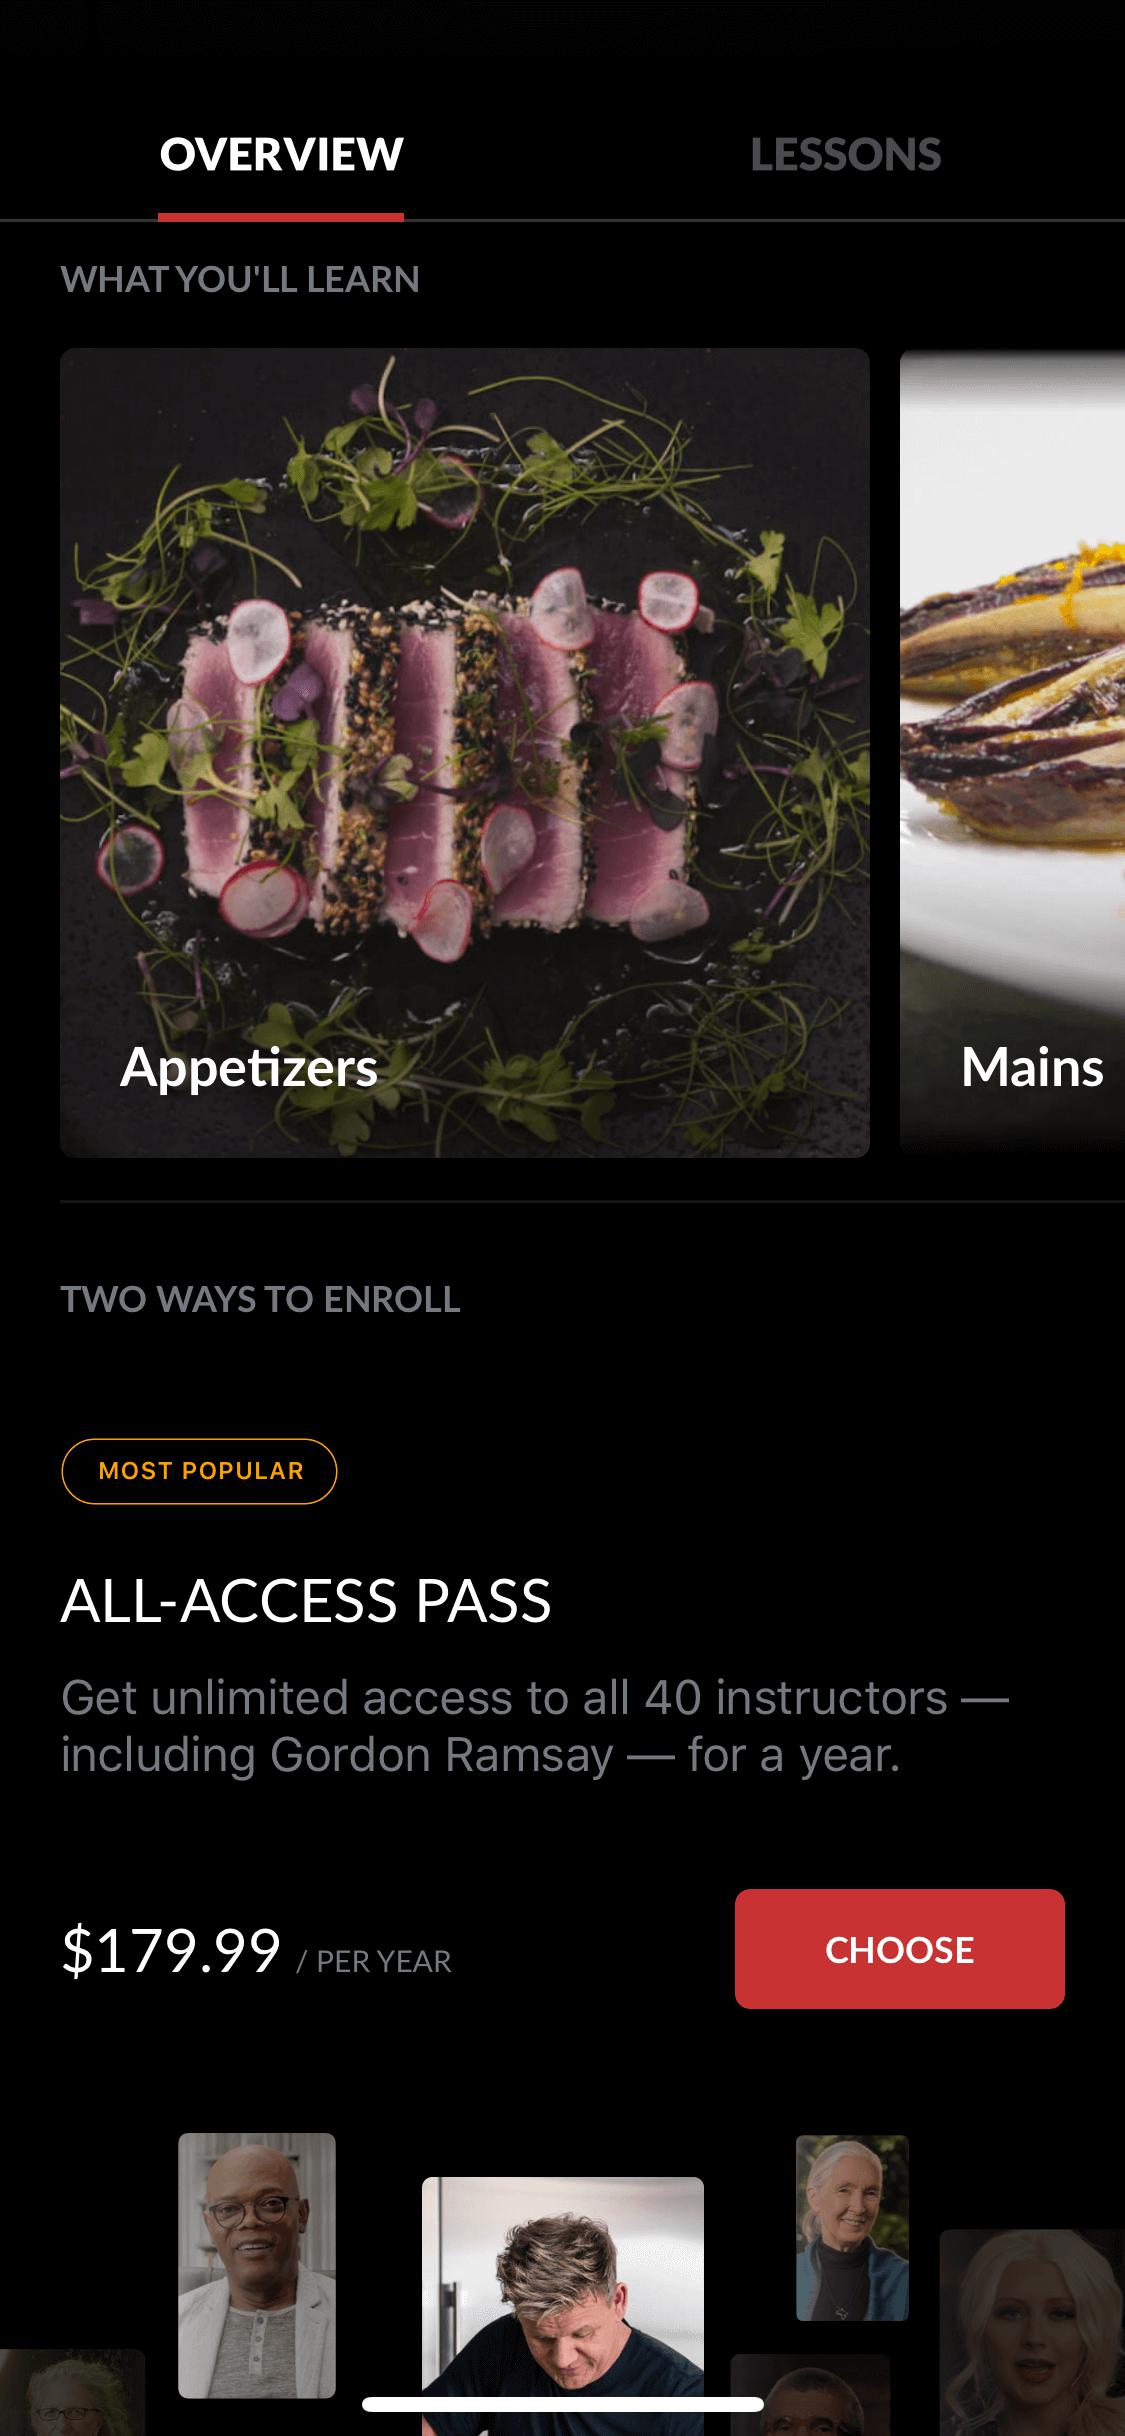 OVERVIEW
LESSONS
WHAT YOU'LL LEARN
Appetizers
Mains
TWO WAYS TO ENROLL
MOST POPULAR
ALL-ACCESS PASS
Get unlimited access to all 40 instructors —
including Gordon Ramsay — for a year.
$179.99 / PER YEAR
CHOOSE